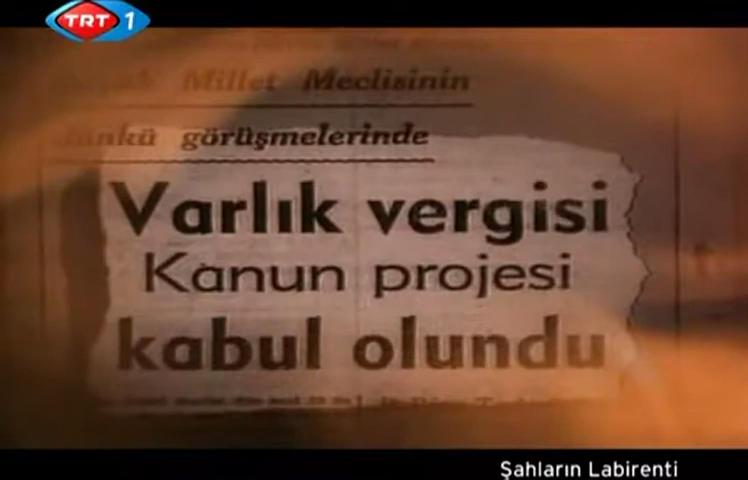 TRT 1
Millet Meclisinin
görüşmelerinde
Varlık vergisi
Kanun projesi
kabul olundu
Şahların Labirenti